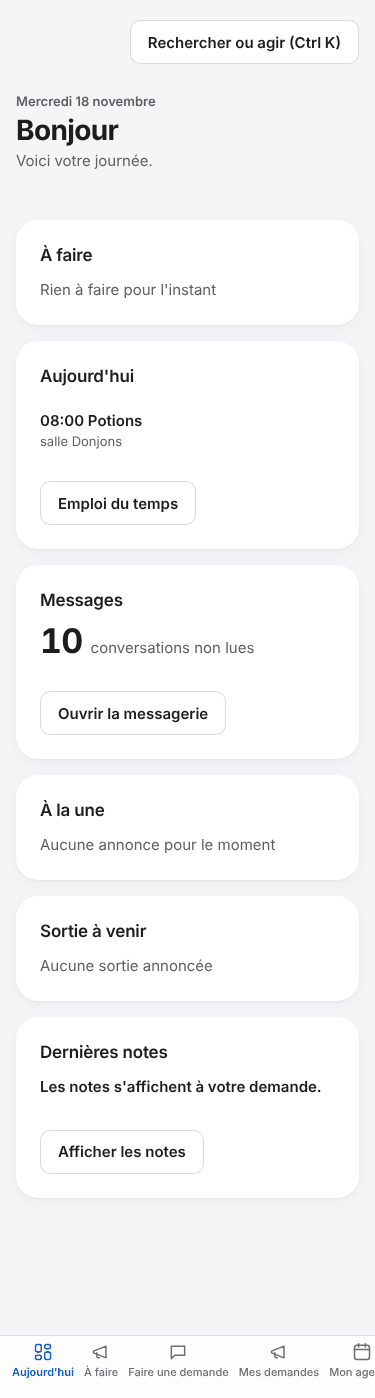 Rechercher ou agir (Ctrl K)
Mercredi 18 novembre
Bonjour
Voici votre journée.
À faire
Rien à faire pour l'instant
Aujourd'hui
08:00 Potions
salle Donjons
Emploi du temps
Messages
10 conversations non lues
Ouvrir la messagerie
À la une
Aucune annonce pour le moment
Sortie à venir
Aucune sortie annoncée
Dernières notes
Les notes s'affichent à votre demande.
Afficher les notes
Aujourd'hui À faire Faire une demande Mes demandes Mon age